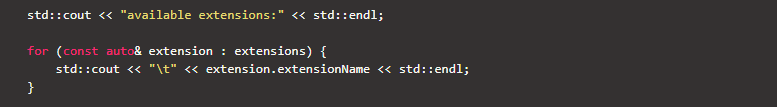 std::cout << "available extensions:" << std::endl;

for (const auto& extension : extensions) {
    std::cout << "\t" << extension.extensionName << std::endl;
}